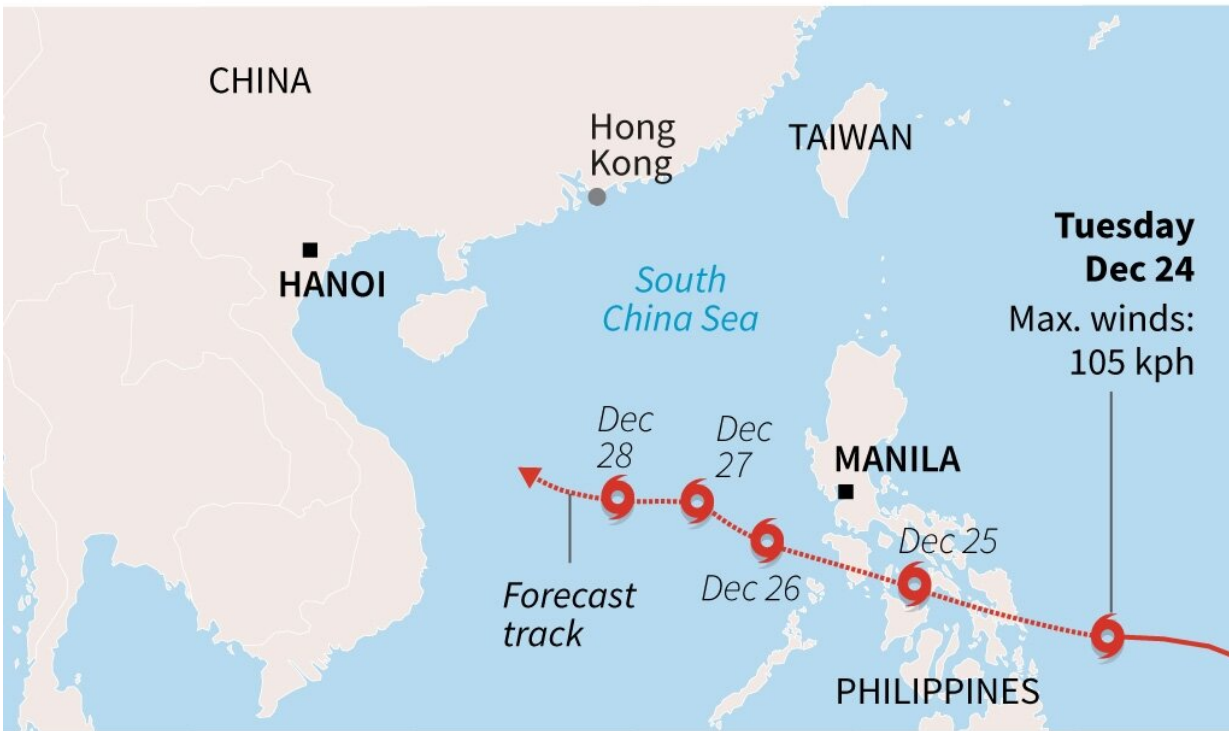 CHINA
Hong
Kong
TAIWAN
HANOI
South
China Sea
Tuesday
Dec 24
Max. winds:
105 kph
Dec
28
Dec
27
MANILA
Dec 25
Dec 26
Forecast
track
PHILIPPINES